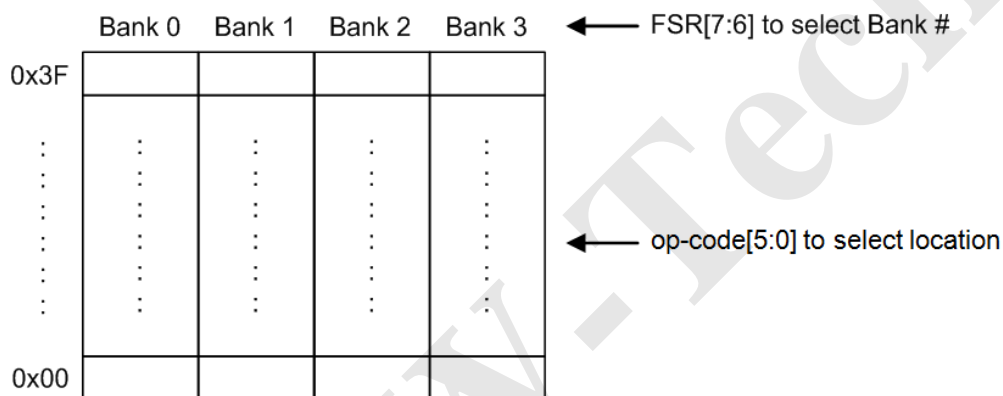 Bank 0 Bank 1 Bank 2 Bank 3 FSR[7:6] to select Bank #
0x3F
op-code[5:0] to select location
0x00